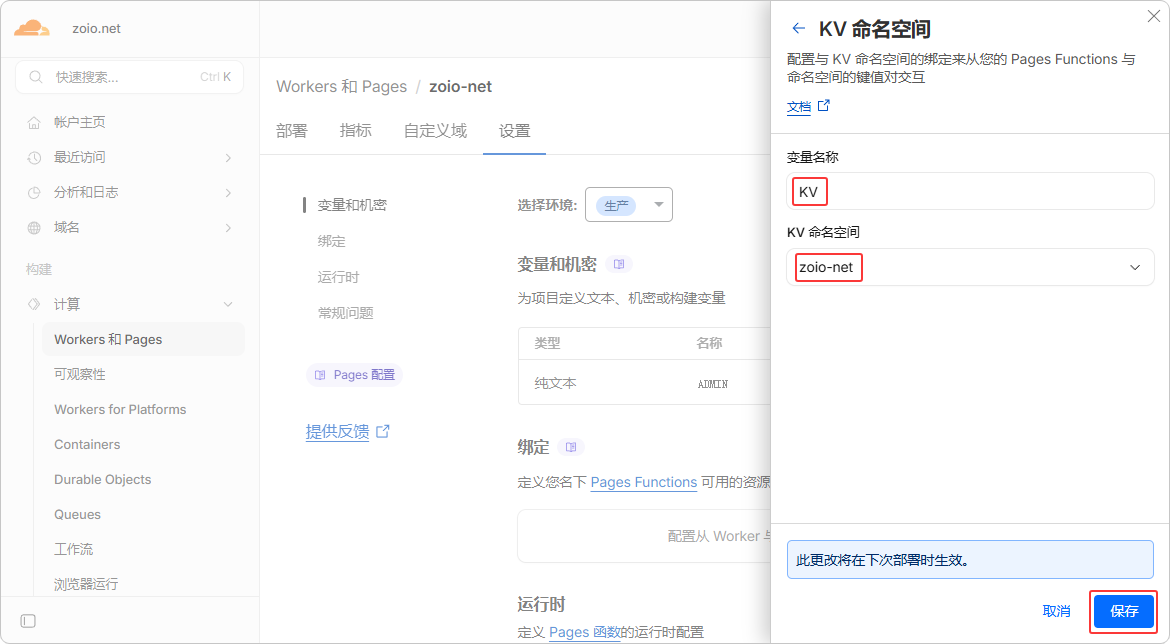 zoio.net
快速搜索... Ctrl K
帐户主页
最近访问
分析和日志
域名
构建
计算
Workers 和 Pages
可观察性
Workers for Platforms
Containers
Durable Objects
Queues
工作流
浏览器运行
Workers 和 Pages / zoio-net
部署 指标 自定义域 设置
变量和机密
绑定
运行时
常规问题
Pages 配置
提供反馈
选择环境: 生产
变量和机密
为项目定义文本、机密或构建变量
类型 名称
纯文本 ADMIN
绑定
定义您名下 Pages Functions 可用的资源
配置从 Worker 与
运行时
定义 Pages 函数的运行时配置
KV 命名空间
配置与 KV 命名空间的绑定来从您的 Pages Functions 与
命名空间的键值对交互
文档
变量名称
KV
KV 命名空间
zoio-net
此更改将在下次部署时生效。
取消 保存